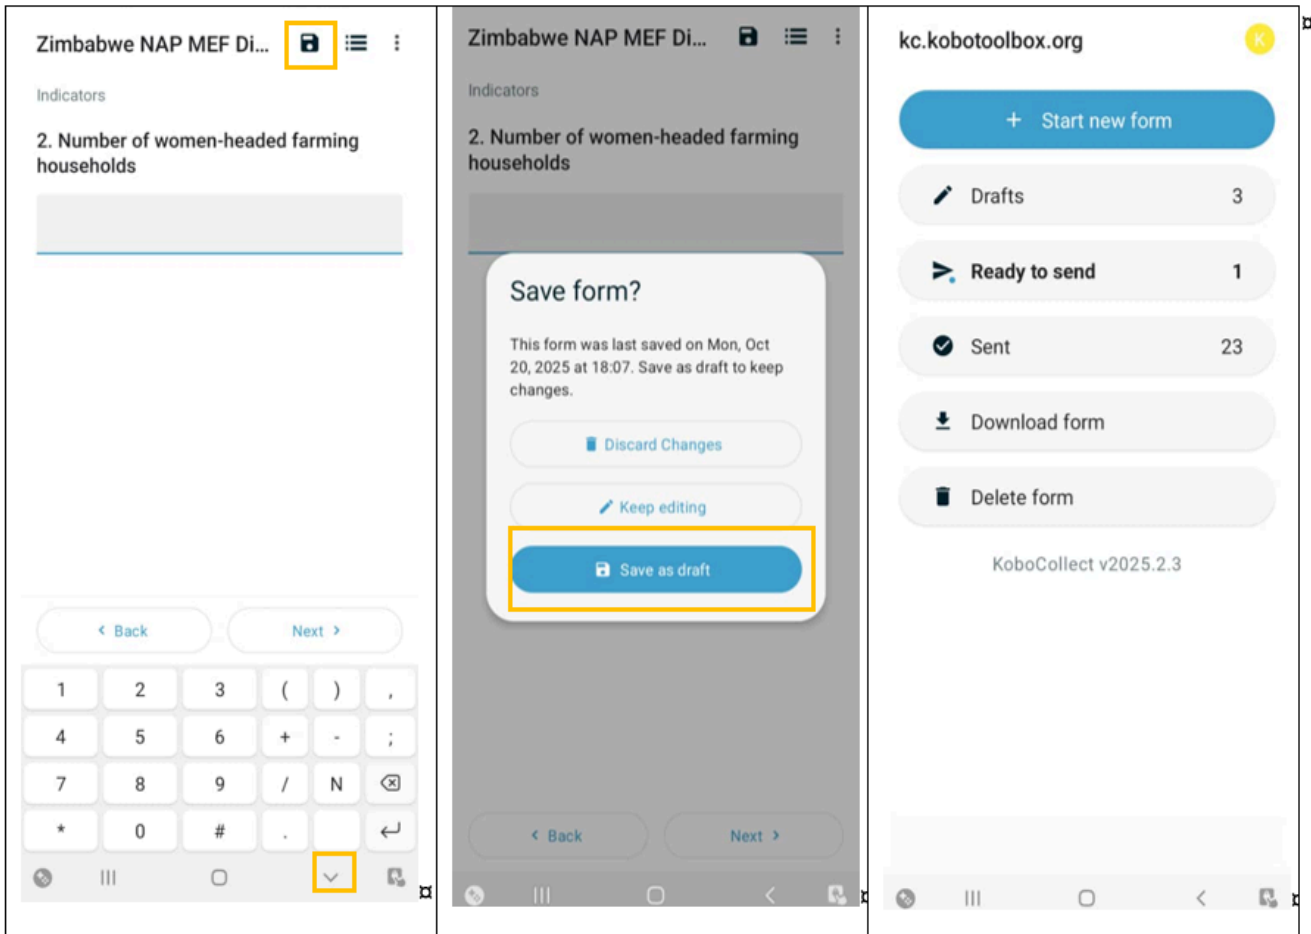 Zimbabwe NAP MEF Di...
Indicators
2. Number of women-headed farming
households
Back
Next
1 2 3 ( ) ,
4 5 6 + - ;
7 8 9 / N
* 0 # .
Zimbabwe NAP MEF Di...
Indicators
2. Number of women-headed farming
households
Save form?
This form was last saved on Mon, Oct
20, 2025 at 18:07. Save as draft to keep
changes.
Discard Changes
Keep editing
Save as draft
Back
Next
kc.kobotoolbox.org
K
+ Start new form
Drafts 3
Ready to send 1
Sent 23
Download form
Delete form
KoboCollect v2025.2.3